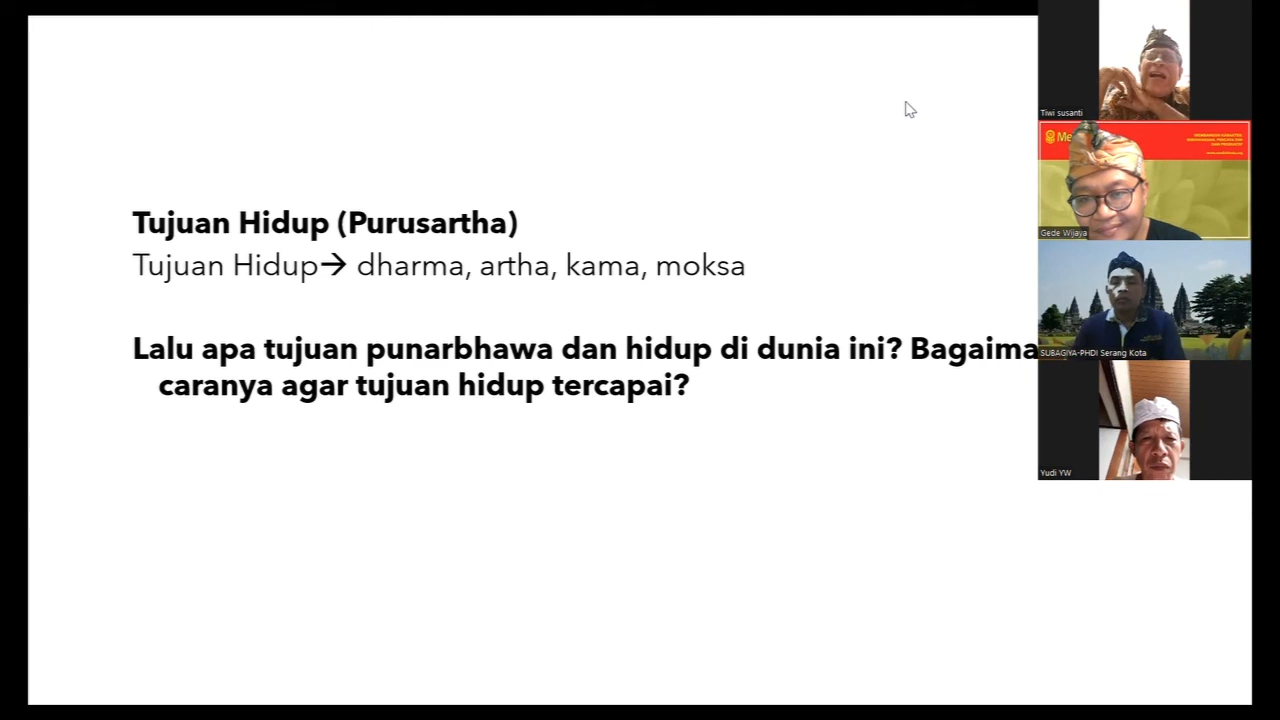 Tujuan Hidup (Purusartha)
Tujuan Hidup→ dharma, artha, kama, moksa
Lalu apa tujuan punarbhawa dan hidup di dunia ini? Bagaima
caranya agar tujuan hidup tercapai?
Tiwi susanti
Me
Gede Wijaya
SUBAGIYA-PHDI Serang Kota
Yudi YW